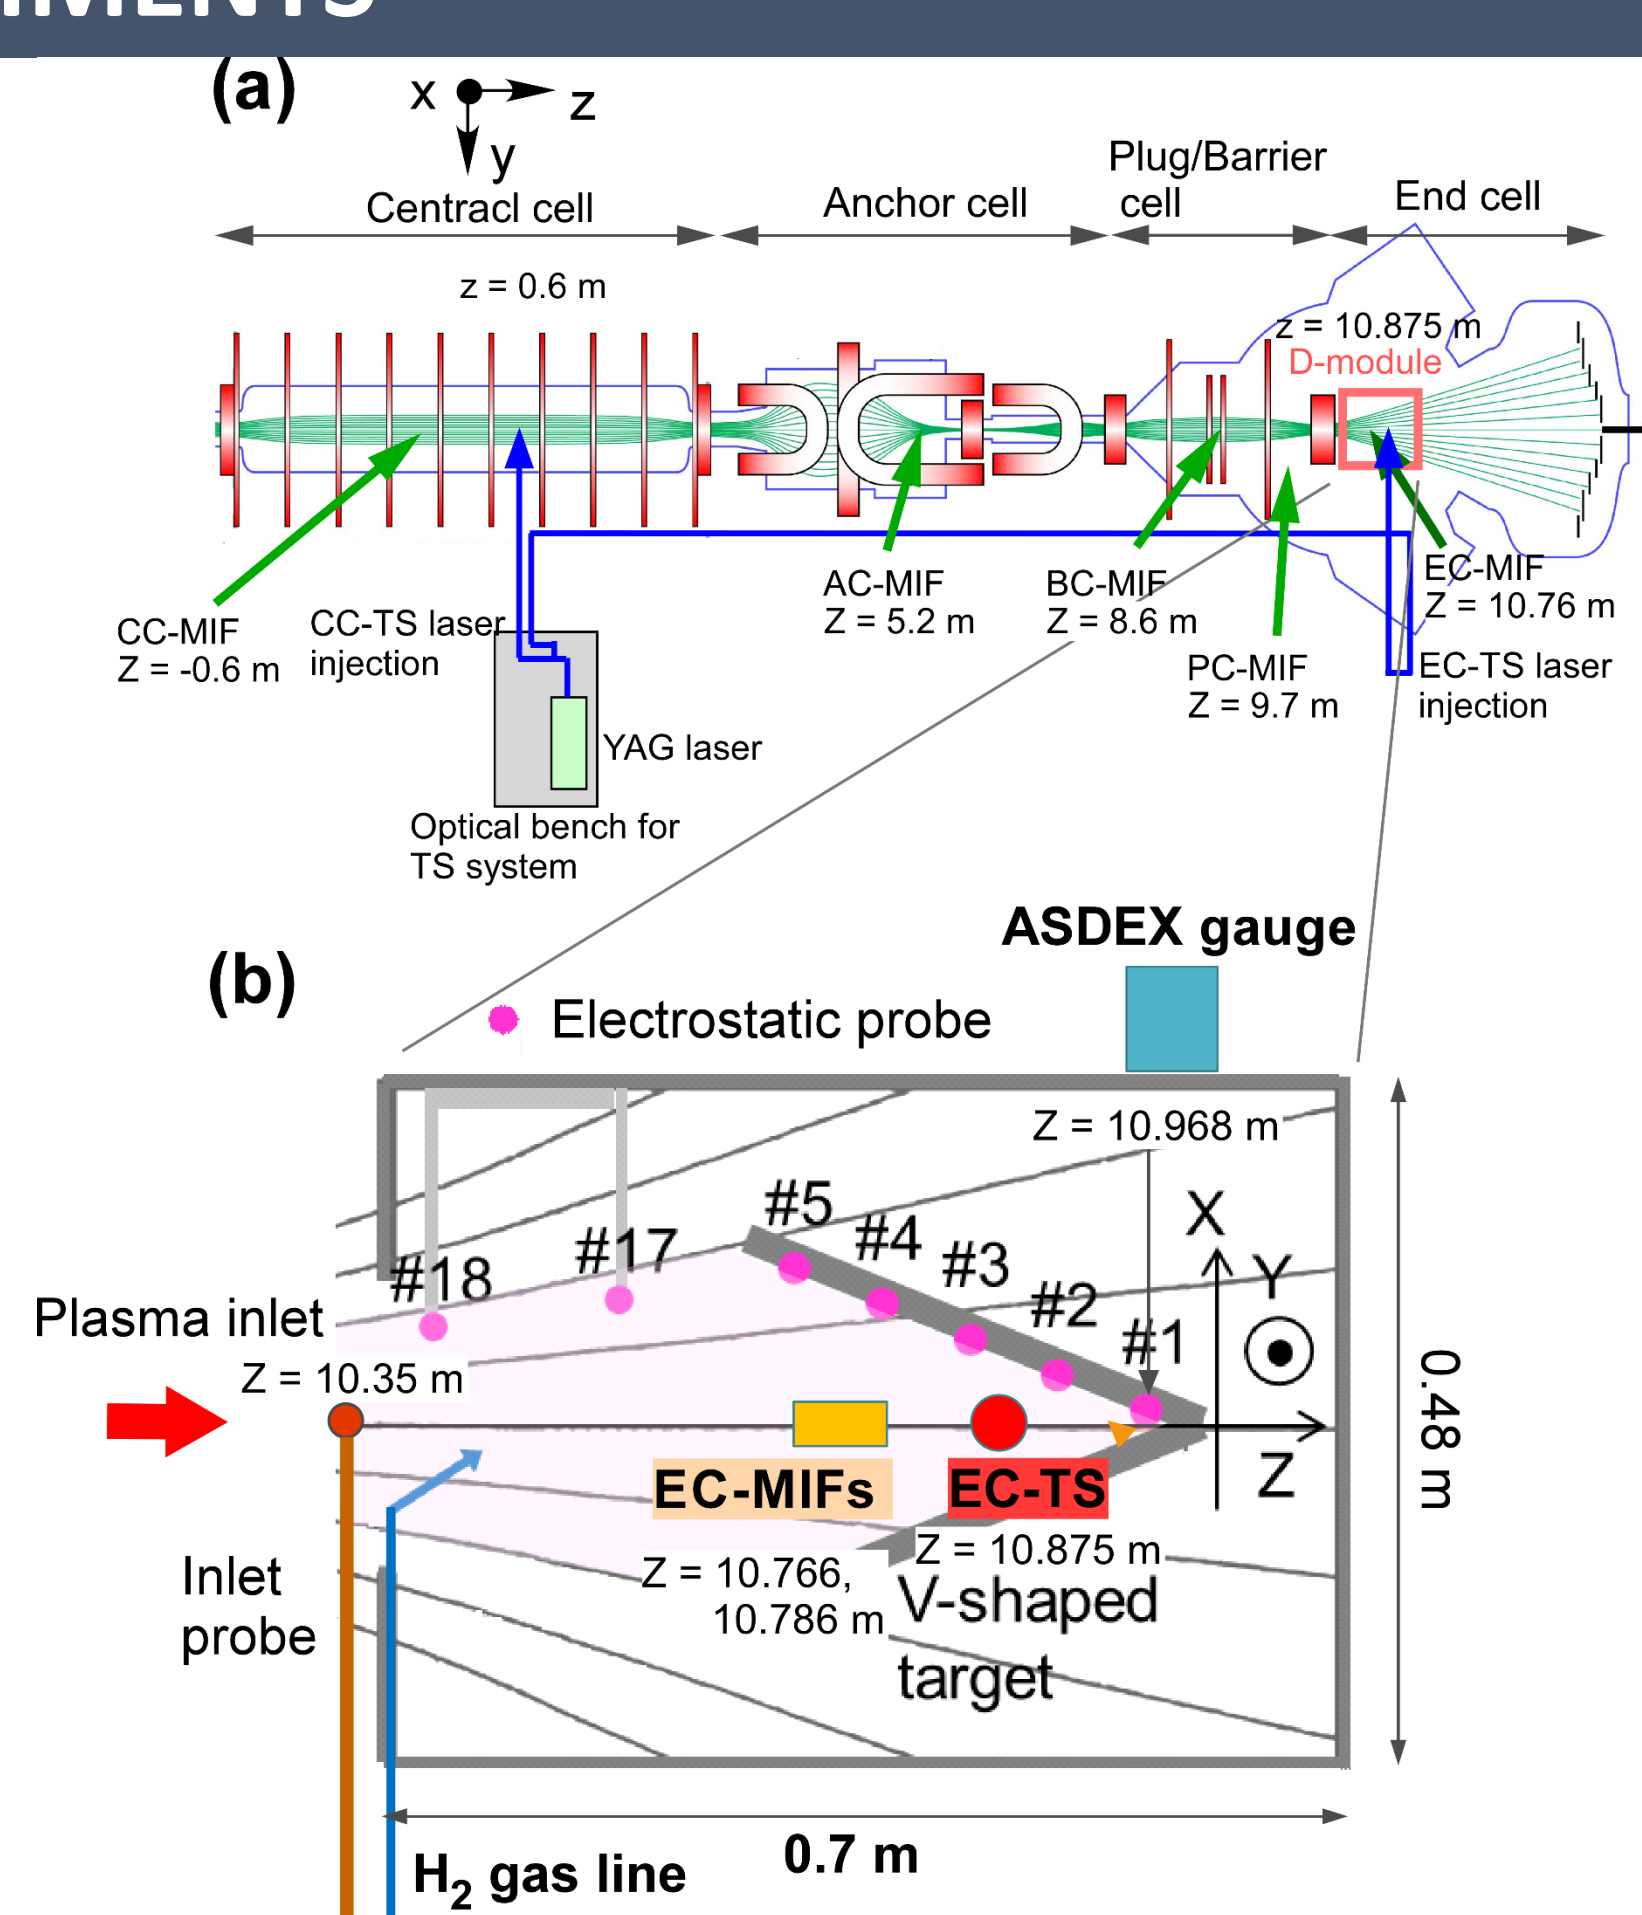 (a)
x
z
y
Centracl cell
Anchor cell
Plug/Barrier
cell
End cell
z = 0.6 m
z = 10.875 m
D-module
CC-MIF
Z = -0.6 m
CC-TS laser
injection
AC-MIF
Z = 5.2 m
BC-MIF
Z = 8.6 m
PC-MIF
Z = 9.7 m
EC-MIF
Z = 10.76 m
EC-TS laser
injection
YAG laser
Optical bench for
TS system
(b)
ASDEX gauge
Electrostatic probe
Z = 10.968 m
#5
#4
#3
#2
#1
#17
#18
X
Y
Z
Plasma inlet
Z = 10.35 m
EC-MIFs
EC-TS
Z = 10.766,
10.786 m
Z = 10.875 m
V-shaped
target
Inlet
probe
0.48 m
0.7 m
H2 gas line